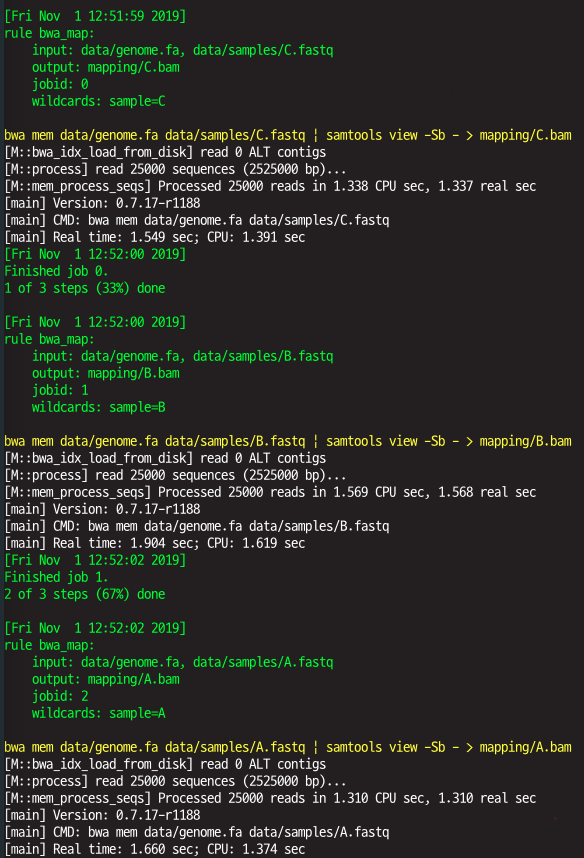 [Fri Nov  1 12:51:59 2019]
rule bwa_map:
    input: data/genome.fa, data/samples/C.fastq
    output: mapping/C.bam
    jobid: 0
    wildcards: sample=C

bwa mem data/genome.fa data/samples/C.fastq | samtools view -Sb - > mapping/C.bam
[M::bwa_idx_load_from_disk] read 0 ALT contigs
[M::process] read 25000 sequences (2525000 bp)...
[M::mem_process_seqs] Processed 25000 reads in 1.338 CPU sec, 1.337 real sec
[main] Version: 0.7.17-r1188
[main] CMD: bwa mem data/genome.fa data/samples/C.fastq
[main] Real time: 1.549 sec; CPU: 1.391 sec
[Fri Nov  1 12:52:00 2019]
Finished job 0.
1 of 3 steps (33%) done

[Fri Nov  1 12:52:00 2019]
rule bwa_map:
    input: data/genome.fa, data/samples/B.fastq
    output: mapping/B.bam
    jobid: 1
    wildcards: sample=B

bwa mem data/genome.fa data/samples/B.fastq | samtools view -Sb - > mapping/B.bam
[M::bwa_idx_load_from_disk] read 0 ALT contigs
[M::process] read 25000 sequences (2525000 bp)...
[M::mem_process_seqs] Processed 25000 reads in 1.569 CPU sec, 1.568 real sec
[main] Version: 0.7.17-r1188
[main] CMD: bwa mem data/genome.fa data/samples/B.fastq
[main] Real time: 1.904 sec; CPU: 1.619 sec
[Fri Nov  1 12:52:02 2019]
Finished job 1.
2 of 3 steps (67%) done

[Fri Nov  1 12:52:02 2019]
rule bwa_map:
    input: data/genome.fa, data/samples/A.fastq
    output: mapping/A.bam
    jobid: 2
    wildcards: sample=A

bwa mem data/genome.fa data/samples/A.fastq | samtools view -Sb - > mapping/A.bam
[M::bwa_idx_load_from_disk] read 0 ALT contigs
[M::process] read 25000 sequences (2525000 bp)...
[M::mem_process_seqs] Processed 25000 reads in 1.310 CPU sec, 1.310 real sec
[main] Version: 0.7.17-r1188
[main] CMD: bwa mem data/genome.fa data/samples/A.fastq
[main] Real time: 1.660 sec; CPU: 1.374 sec